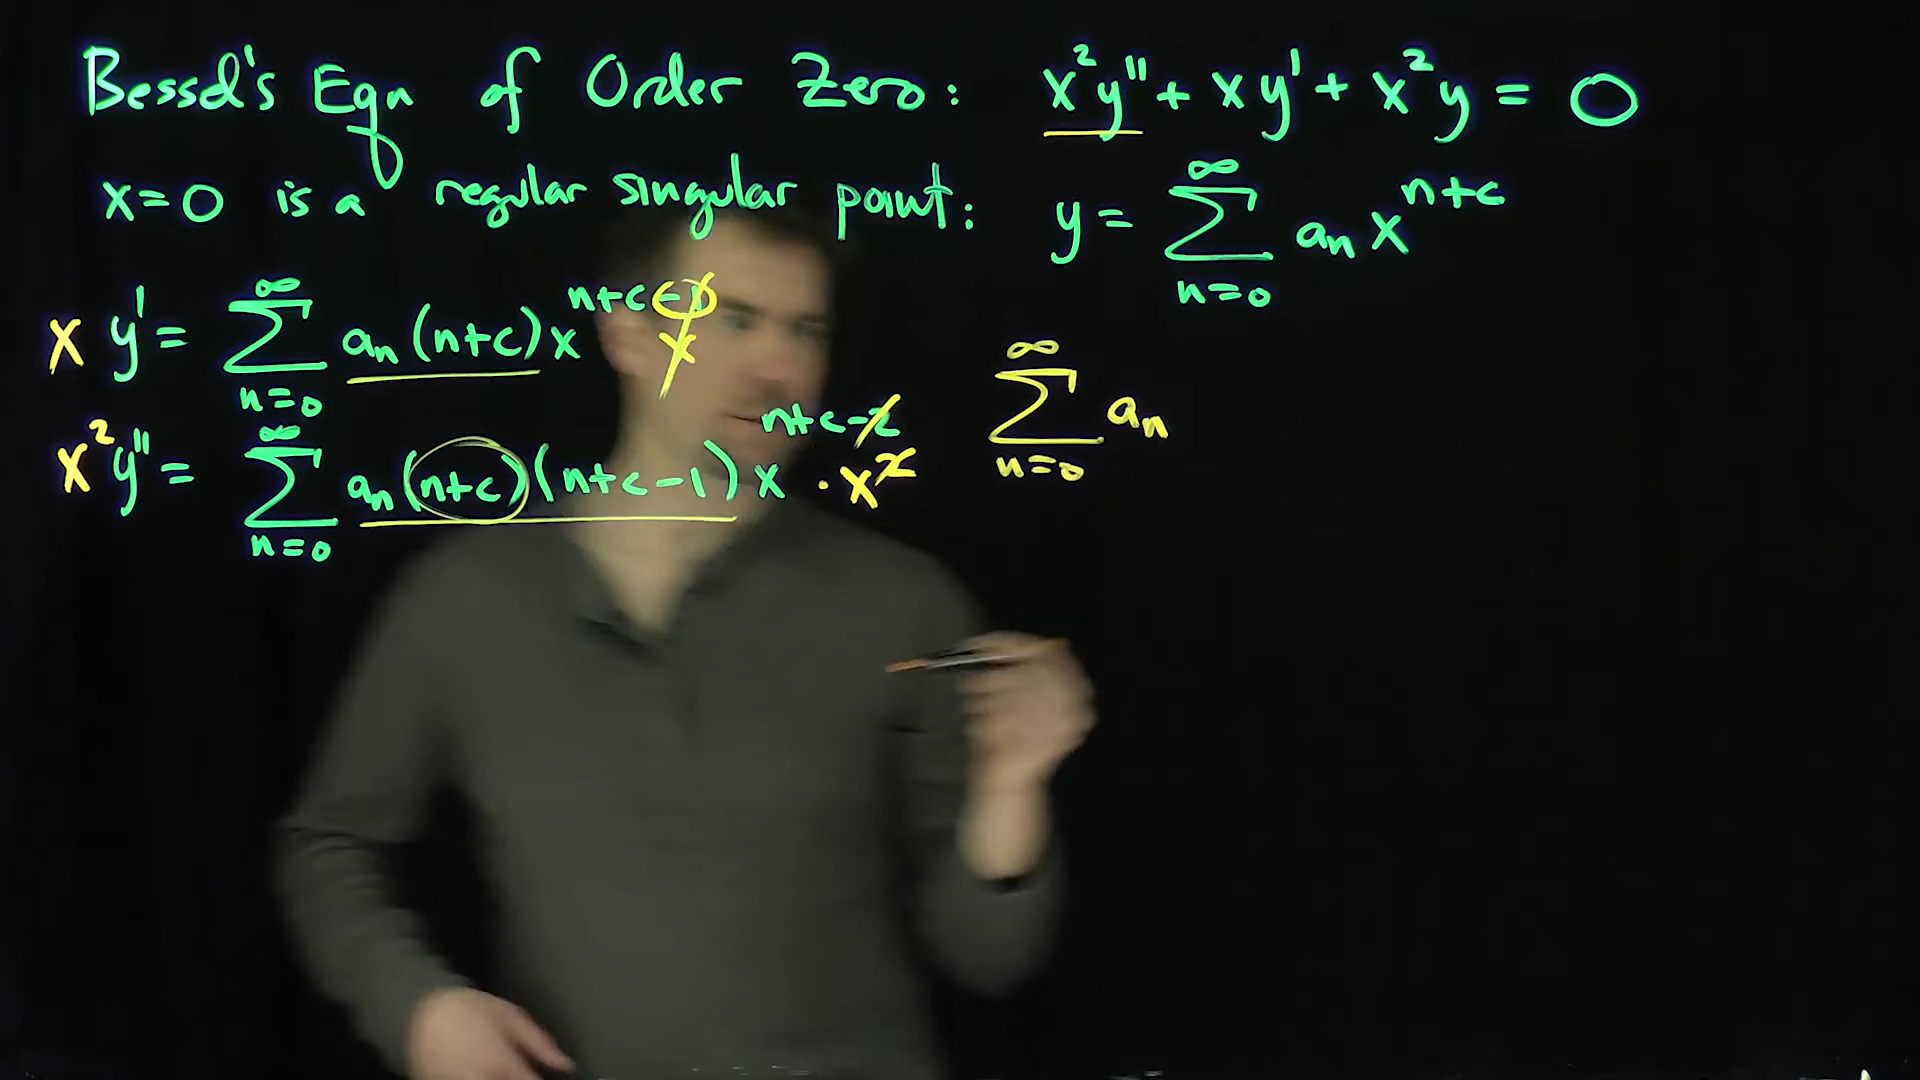 Bessel's Eqn of Order Zero: x²y'' + xy' + x²y = 0
x=0 is a regular singular point: y = ∑_{n=0}^{∞} aₙ x^{n+c}
x y' = ∑_{n=0}^{∞} aₙ (n+c) x^{n+c-1} x
x² y'' = ∑_{n=0}^{∞} aₙ (n+c)(n+c-1) x^{n+c-2} · x²
∑_{n=0}^{∞} aₙ